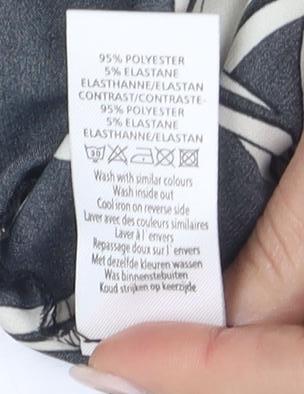 95% POLYESTER
5% ELASTANE
ELASTHANNE/ELASTAN
CONTRAST/CONTRASTE-
95% POLYESTER
5% ELASTANE
ELASTHANNE/ELASTAN
30
Wash with similar colours
Wash inside out
Cool iron on reverse side
Laver avec des couleurs similaires
Laver à l'envers
Repassage doux sur l'envers
Met dezelfde kleuren wassen
Was binnenstebuiten
Koud strijken op keerzijde